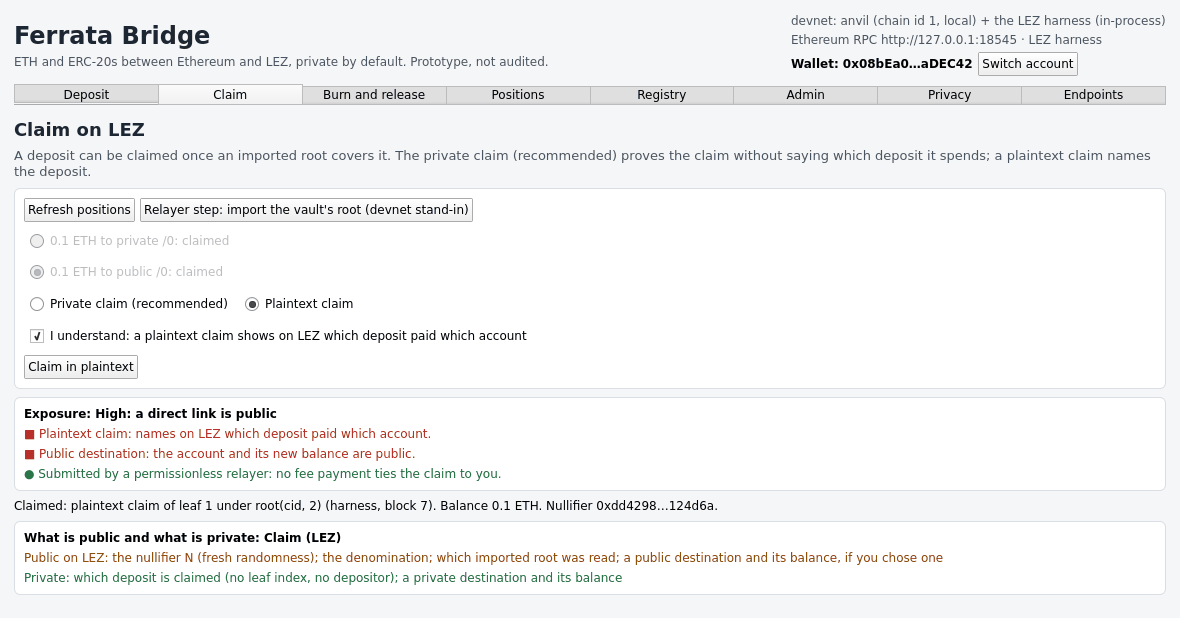 Ferrata Bridge
ETH and ERC-20s between Ethereum and LEZ, private by default. Prototype, not audited.
devnet: anvil (chain id 1, local) + the LEZ harness (in-process)
Ethereum RPC http://127.0.0.1:18545 · LEZ harness
Wallet: 0x08bEa0…aDEC42 Switch account
Deposit Claim Burn and release Positions Registry Admin Privacy Endpoints
Claim on LEZ
A deposit can be claimed once an imported root covers it. The private claim (recommended) proves the claim without saying which deposit it spends; a plaintext claim names
the deposit.
Refresh positions Relayer step: import the vault's root (devnet stand-in)
0.1 ETH to private /0: claimed
0.1 ETH to public /0: claimed
Private claim (recommended) Plaintext claim
I understand: a plaintext claim shows on LEZ which deposit paid which account
Claim in plaintext
Exposure: High: a direct link is public
Plaintext claim: names on LEZ which deposit paid which account.
Public destination: the account and its new balance are public.
Submitted by a permissionless relayer: no fee payment ties the claim to you.
Claimed: plaintext claim of leaf 1 under root(cid, 2) (harness, block 7). Balance 0.1 ETH. Nullifier 0xdd4298…124d6a.
What is public and what is private: Claim (LEZ)
Public on LEZ: the nullifier N (fresh randomness); the denomination; which imported root was read; a public destination and its balance, if you chose one
Private: which deposit is claimed (no leaf index, no depositor); a private destination and its balance